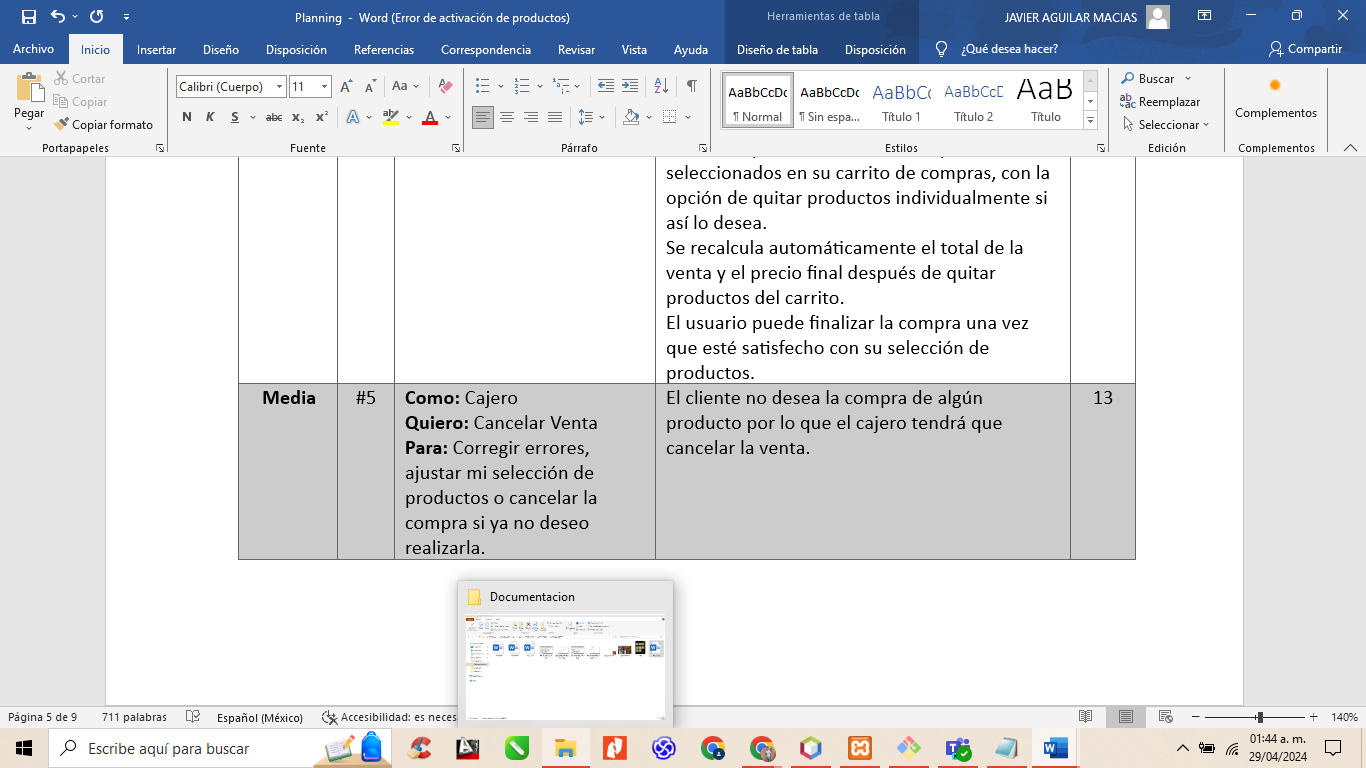 Planning - Word (Error de activación de productos)
Herramientas de tabla
JAVIER AGUILAR MACIAS
Archivo Inicio Insertar Diseño Disposición Referencias Correspondencia Revisar Vista Ayuda Diseño de tabla Disposición ¿Qué desea hacer? Compartir
Pegar
Cortar
Copiar
Copiar formato
Portapapeles
Calibri (Cuerpo) 11
N K S abc x₂ x²
Fuente
Párrafo
AaBbCcDc AaBbCcDc AaBbCc AaBbCcD AaB
¶ Normal ¶ Sin espa... Título 1 Título 2 Título
Estilos
Buscar
Reemplazar
Seleccionar
Edición
Complementos
Complementos
seleccionados en su carrito de compras, con la
opción de quitar productos individualmente si
así lo desea.
Se recalcula automáticamente el total de la
venta y el precio final después de quitar
productos del carrito.
El usuario puede finalizar la compra una vez
que esté satisfecho con su selección de
productos.
Media
#5
Como: Cajero
Quiero: Cancelar Venta
Para: Corregir errores,
ajustar mi selección de
productos o cancelar la
compra si ya no deseo
realizarla.
El cliente no desea la compra de algún
producto por lo que el cajero tendrá que
cancelar la venta.
13
Documentacion
Página 5 de 9 711 palabras Español (México) Accesibilidad: es neces 140%
Escribe aquí para buscar
01:44 a. m.
29/04/2024